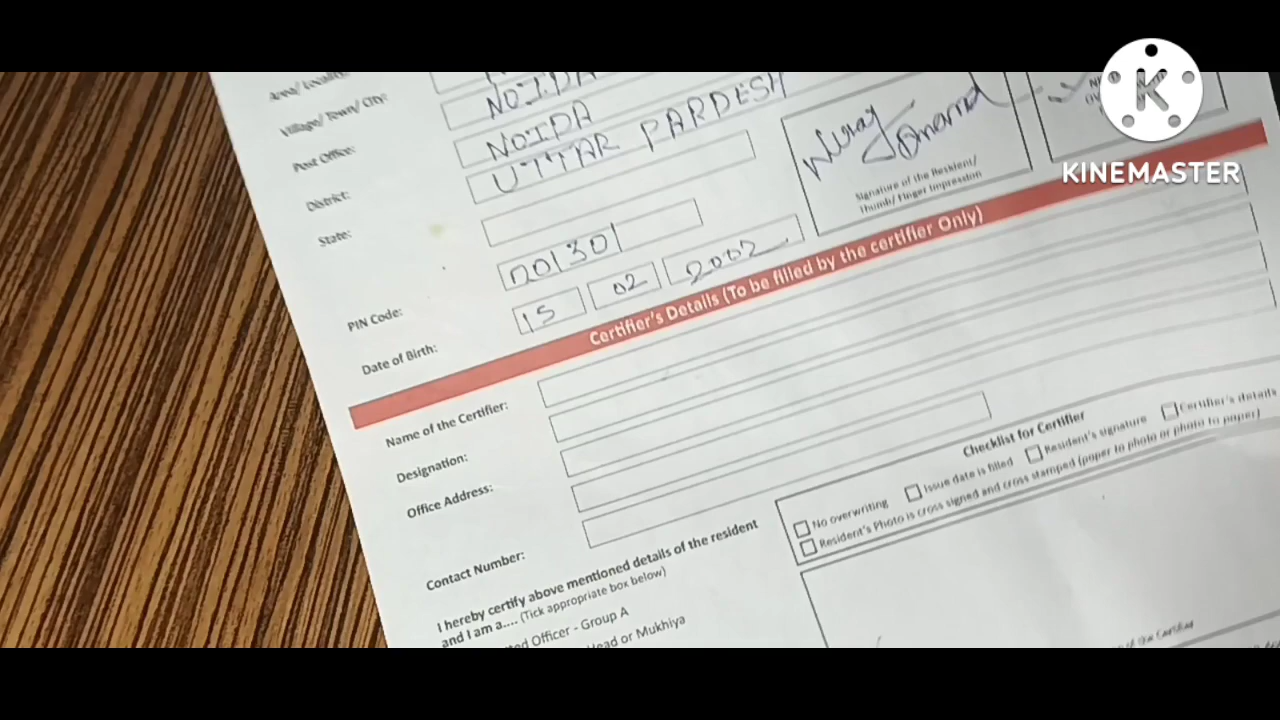 K
KINEMASTER
Area/ Locality:
Village/ Town/ City:
NOIDA
Post Office:
NOIDA
District:
UTTAR PARDESH
State:
PIN Code:
201301
Date of Birth:
15 02 2002
Signature of the Resident/
Thumb/ Finger Impression
Certifier's Details (To be filled by the certifier Only)
Name of the Certifier:
Designation:
Office Address:
Contact Number:
Checklist for Certifier
No overwriting Issue date is filled Resident's signature Certifier's details
Resident's Photo is cross signed and cross stamped (paper to photo or photo to paper)
I hereby certify above mentioned details of the resident
and I am a.... (Tick appropriate box below)
Officer - Group A
Head or Mukhiya